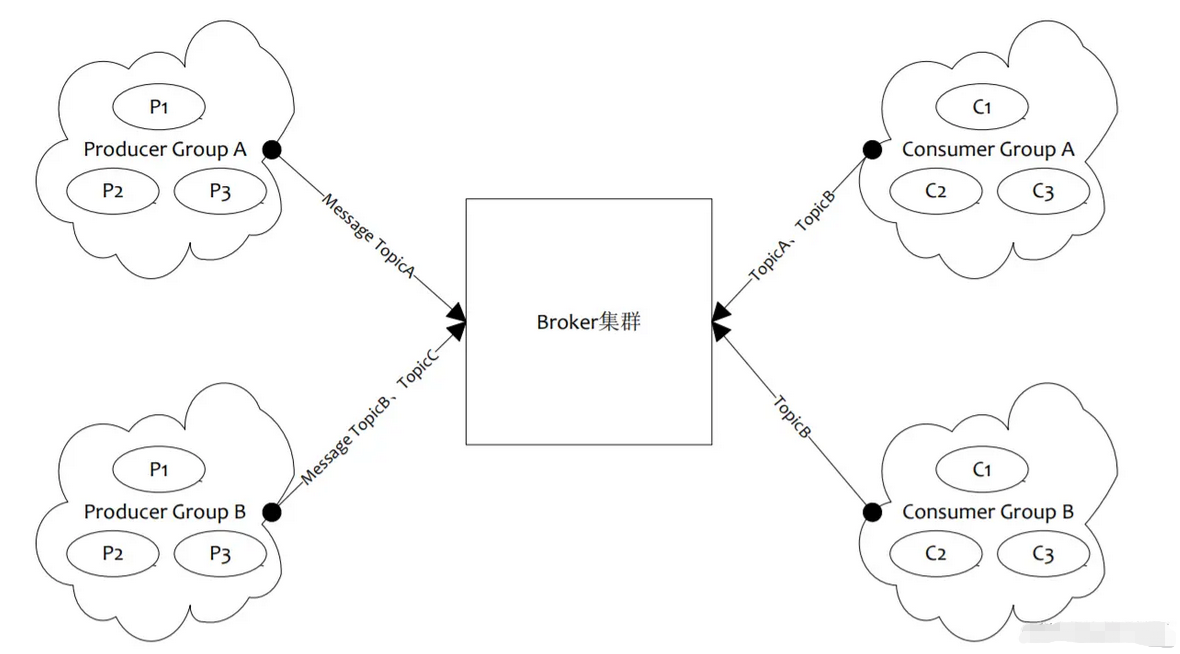 P1
Producer Group A
P2
P3
Message TopicA
C1
Consumer Group A
C2
C3
TopicA、TopicB
Broker集群
Message TopicB、TopicC
TopicB
P1
Producer Group B
P2
P3
C1
Consumer Group B
C2
C3